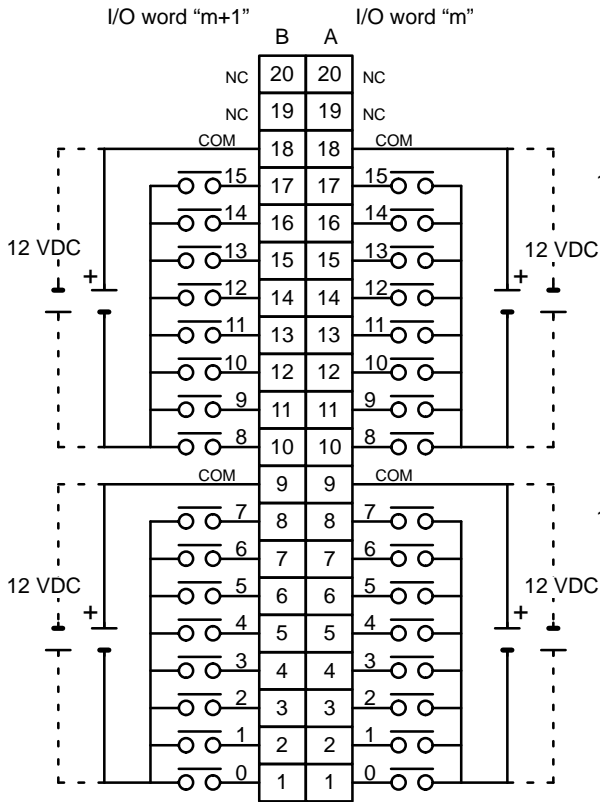 I/O word “m+1” I/O word “m”
B A
NC 20 20 NC
NC 19 19 NC
COM 18 18 COM
15 17 17 15
14 16 16 14
13 15 15 13
12 VDC 12 VDC
+ 12 14 14 12 +
11 13 13 11
10 12 12 10
9 11 11 9
8 10 10 8
COM 9 9 COM
7 8 8 7
6 7 7 6
5 6 6 5
12 VDC 12 VDC
+ 4 5 5 4 +
3 4 4 3
2 3 3 2
1 2 2 1
0 1 1 0